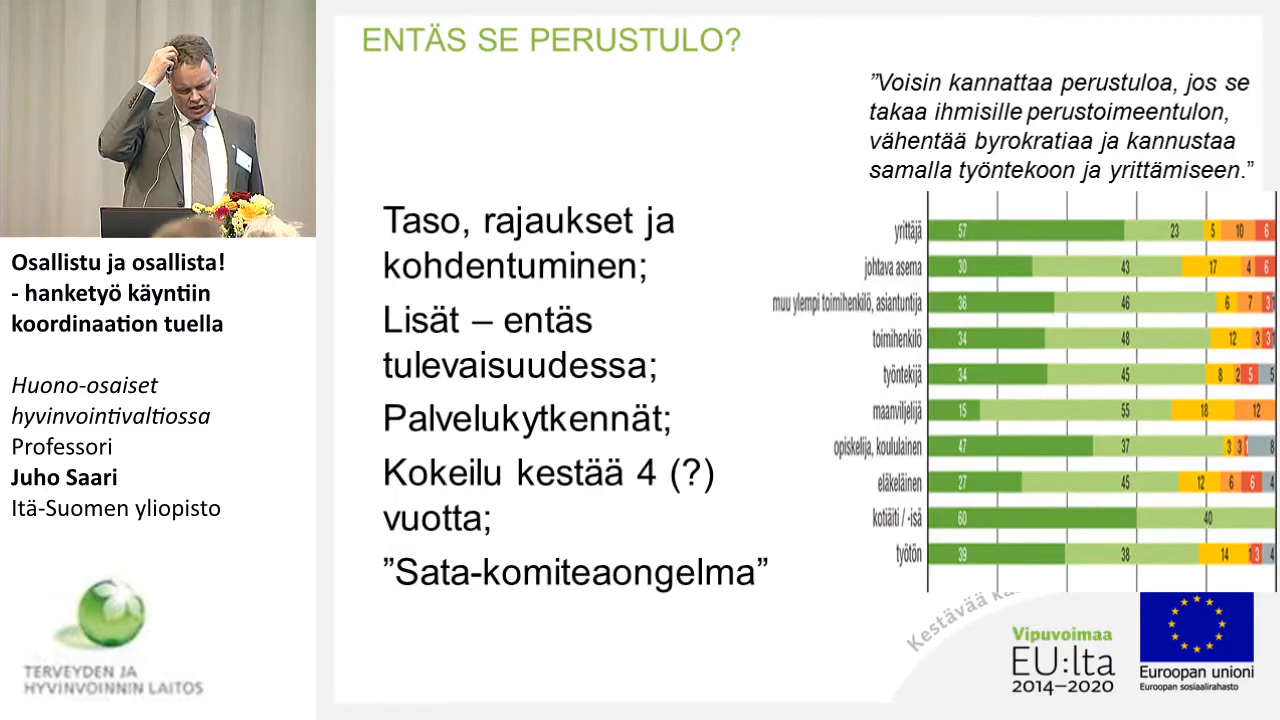 ENTÄS SE PERUSTULO?
”Voisin kannattaa perustuloa, jos se
takaa ihmisille perustoimeentulon,
vähentää byrokratiaa ja kannustaa
samalla työntekoon ja yrittämiseen.”
Taso, rajaukset ja
kohdentuminen;
Lisät – entäs
tulevaisuudessa;
Palvelukytkennät;
Kokeilu kestää 4 (?)
vuotta;
”Sata-komiteaongelma”
yrittäjä 57 23 5 10 6
johtava asema 30 43 17 4 6
muu ylempi toimihenkilö, asiantuntija 36 46 6 7 3 1
toimihenkilö 34 48 12 3 3 1
työntekijä 34 45 8 2 5 5
maanviljelijä 15 55 18 12
opiskelija, koululainen 47 37 3 3 1 8
eläkeläinen 27 45 12 6 6 4
kotiäiti / -isä 60 40
työtön 39 38 14 1 3 4
Osallistu ja osallista!
- hanketyö käyntiin
koordinaation tuella
Huono-osaiset
hyvinvointivaltiossa
Professori
Juho Saari
Itä-Suomen yliopisto
TERVEYDEN JA
HYVINVOINNIN LAITOS
Kestävää
Vipuvoimaa
EU:lta
2014–2020
Euroopan unioni
Euroopan sosiaalirahasto